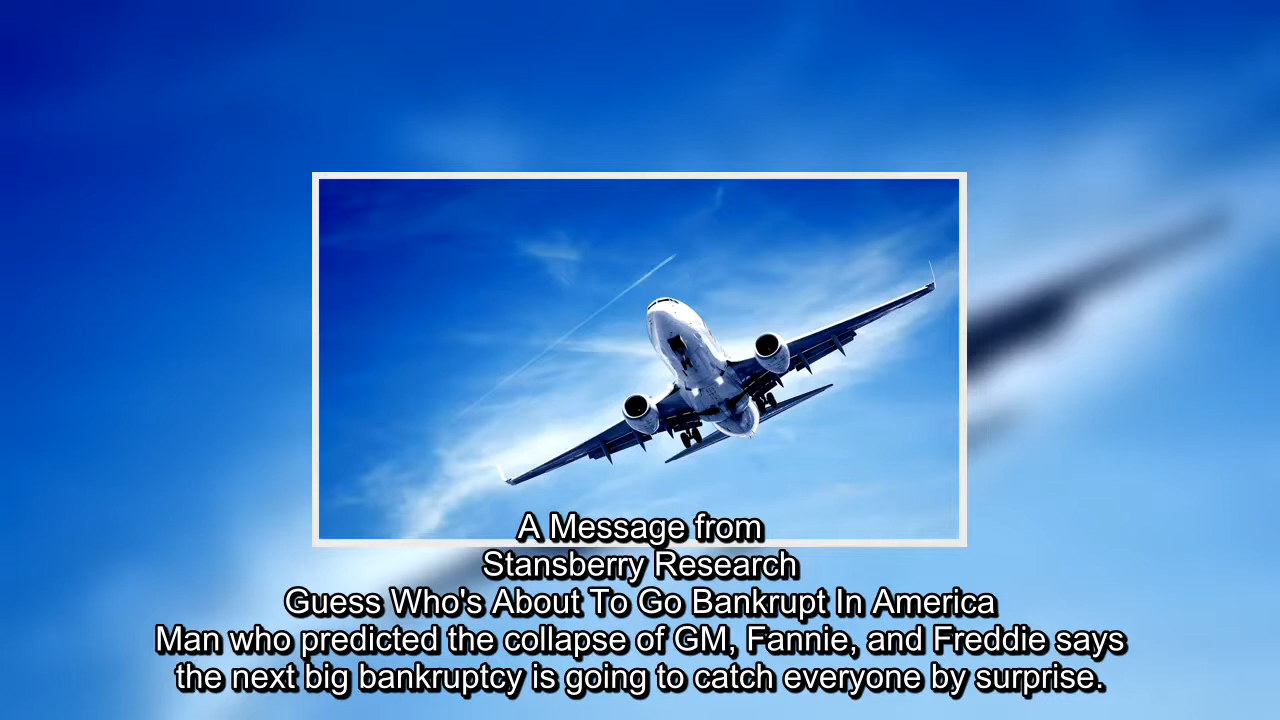 A Message from
Stansberry Research
Guess Who's About To Go Bankrupt In America
Man who predicted the collapse of GM, Fannie, and Freddie says
the next big bankruptcy is going to catch everyone by surprise.